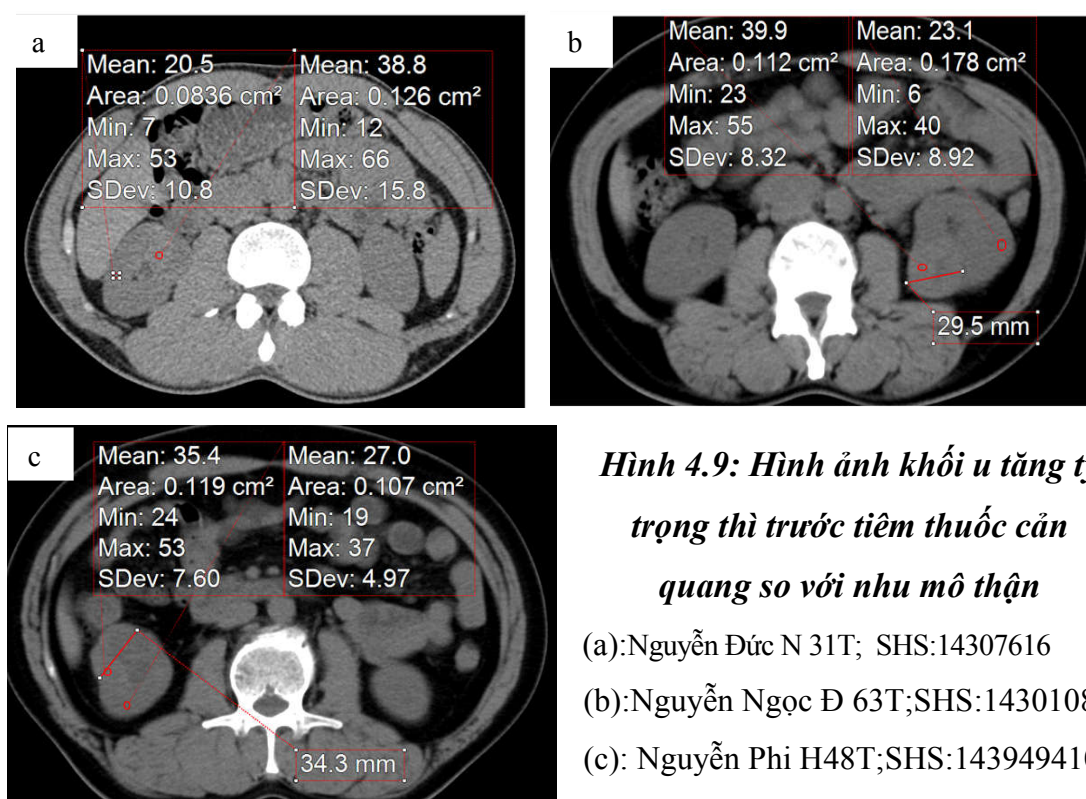 a
Mean: 20.5
Area: 0.0836 cm²
Min: 7
Max: 53
SDev: 10.8
Mean: 38.8
Area: 0.126 cm²
Min: 12
Max: 66
SDev: 15.8
b
Mean: 39.9
Area: 0.112 cm²
Min: 23
Max: 55
SDev: 8.32
Mean: 23.1
Area: 0.178 cm²
Min: 6
Max: 40
SDev: 8.92
29.5 mm
c
Mean: 35.4
Area: 0.119 cm²
Min: 24
Max: 53
SDev: 7.60
Mean: 27.0
Area: 0.107 cm²
Min: 19
Max: 37
SDev: 4.97
34.3 mm
Hình 4.9: Hình ảnh khối u tăng tỷ
trọng thì trước tiêm thuốc cản
quang so với nhu mô thận
(a):Nguyễn Đức N 31T; SHS:14307616
(b):Nguyễn Ngọc Đ 63T;SHS:1430108
(c): Nguyễn Phi H48T;SHS:14394941